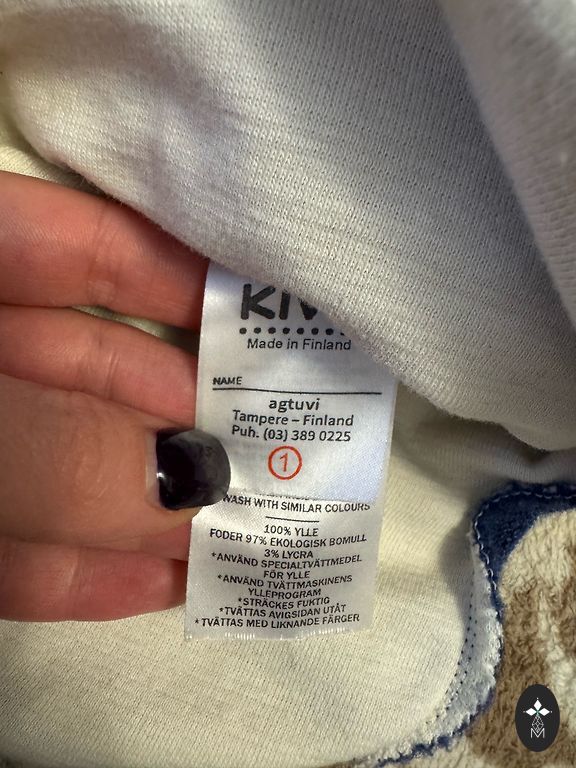 Made in Finland
NAME
agtuvi
Tampere – Finland
Puh. (03) 389 0225
1
WASH WITH SIMILAR COLOURS
100% YLLE
FODER 97% EKOLOGISK BOMULL
3% LYCRA
*ANVÄND SPECIALTVÄTTMEDEL
FÖR YLLE
*ANVÄND TVÄTTMASKINENS
YLLEPROGRAM
*STRÄCKES FUKTIG
*TVÄTTAS AVIGSIDAN UTÅT
*TVÄTTAS MED LIKNANDE FÄRGER
M